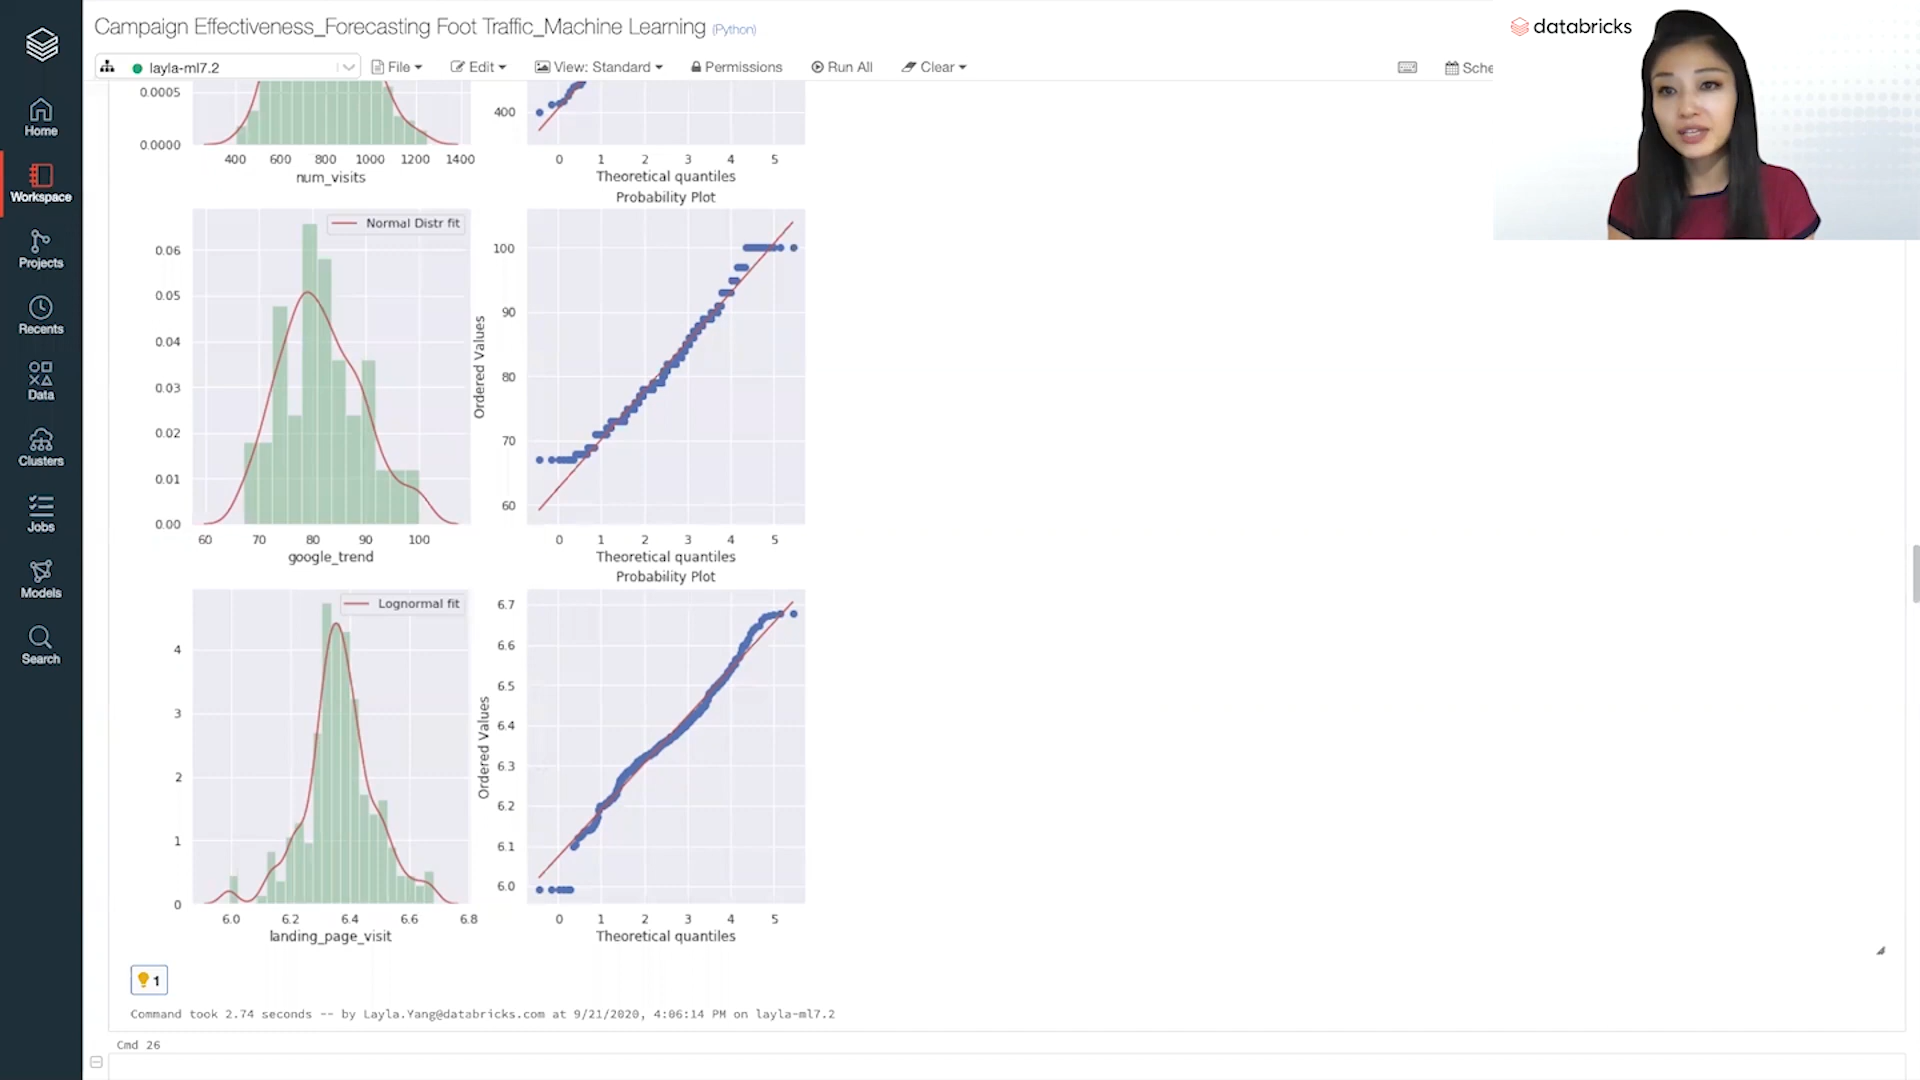 Campaign Effectiveness_Forecasting Foot Traffic_Machine Learning (Python)
databricks
layla-ml7.2
File
Edit
View: Standard
Permissions
Run All
Clear
Sche
Home
Workspace
Projects
Recents
Data
Clusters
Jobs
Models
Search
0.0005
0.0000
400 600 800 1000 1200 1400
num_visits
400
0 1 2 3 4 5
Theoretical quantiles
Normal Distr fit
0.06
0.05
0.04
0.03
0.02
0.01
0.00
60 70 80 90 100
google_trend
Probability Plot
Ordered Values
100
90
80
70
60
0 1 2 3 4 5
Theoretical quantiles
Lognormal fit
4
3
2
1
0
6.0 6.2 6.4 6.6 6.8
landing_page_visit
Probability Plot
Ordered Values
6.7
6.6
6.5
6.4
6.3
6.2
6.1
6.0
0 1 2 3 4 5
Theoretical quantiles
1
Command took 2.74 seconds -- by Layla.Yang@databricks.com at 9/21/2020, 4:06:14 PM on layla-ml7.2
Cmd 26